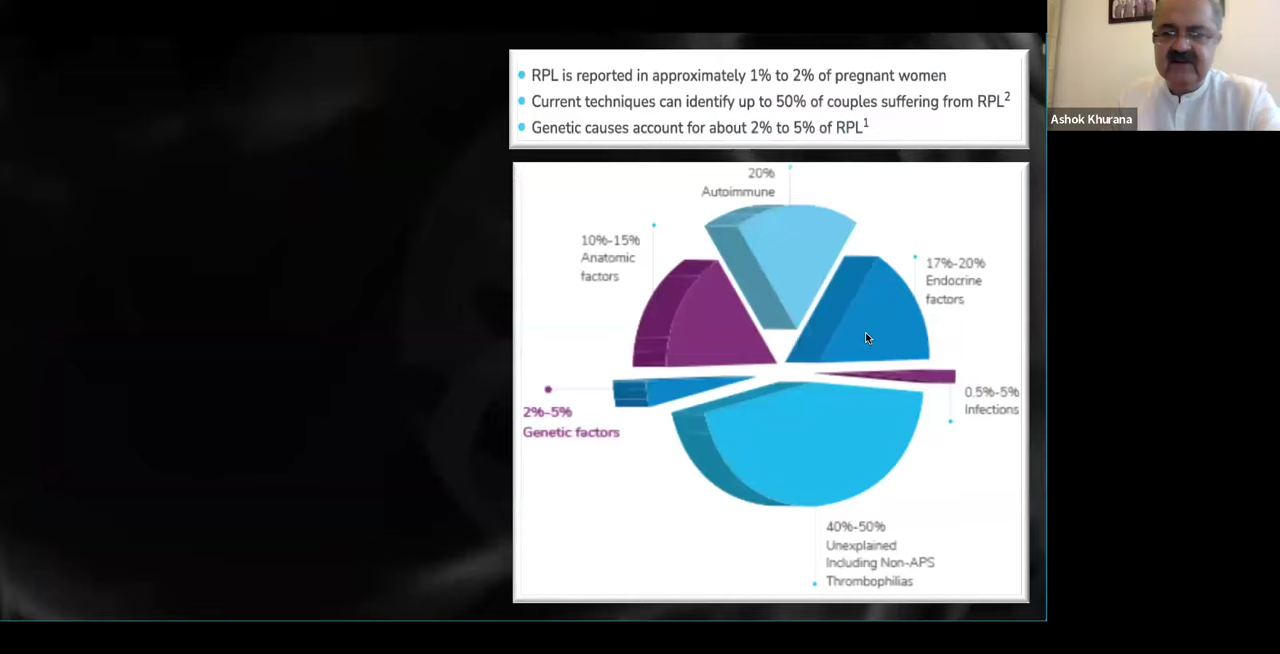 • RPL is reported in approximately 1% to 2% of pregnant women
• Current techniques can identify up to 50% of couples suffering from RPL²
• Genetic causes account for about 2% to 5% of RPL¹
Ashok Khurana
20%
Autoimmune
10%-15%
Anatomic
factors
17%-20%
Endocrine
factors
2%-5%
Genetic factors
0.5%-5%
Infections
40%-50%
Unexplained
Including Non-APS
Thrombophilias